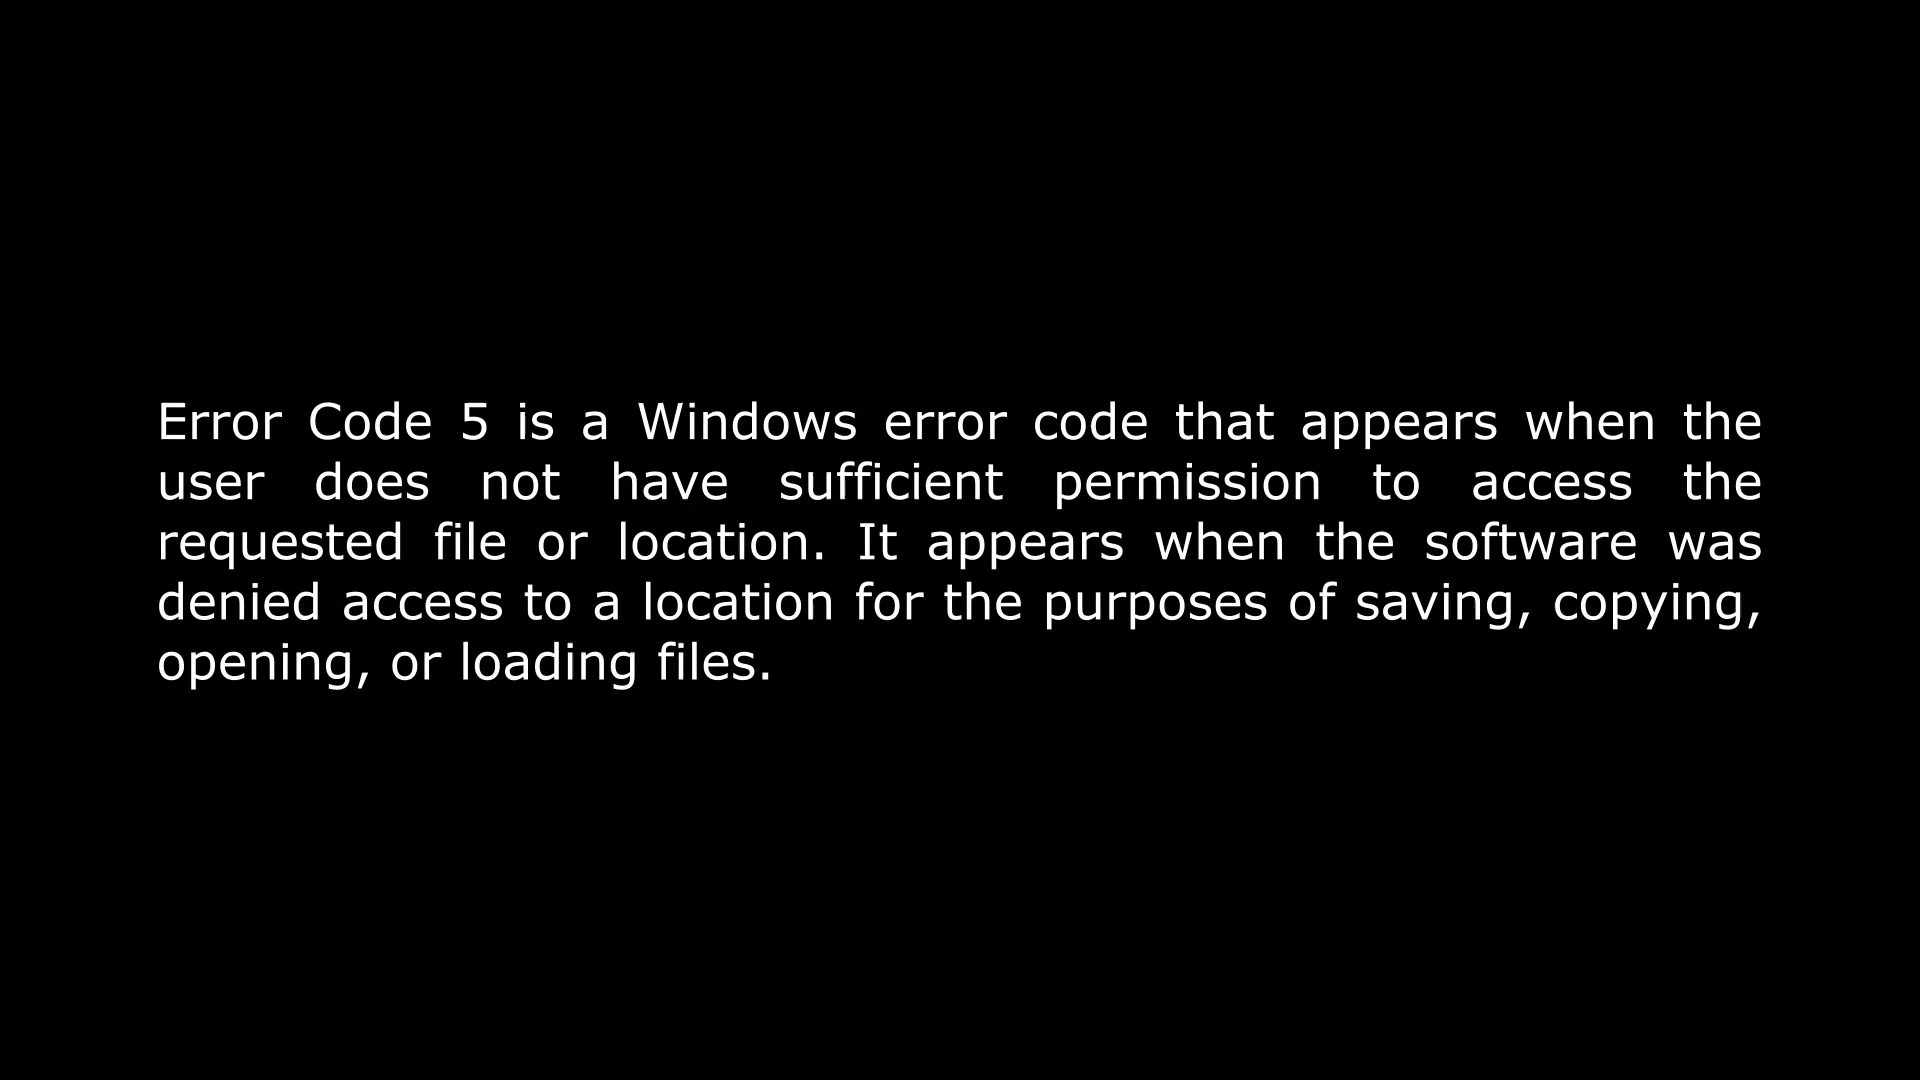 Error Code 5 is a Windows error code that appears when the
user does not have sufficient permission to access the
requested file or location. It appears when the software was
denied access to a location for the purposes of saving, copying,
opening, or loading files.